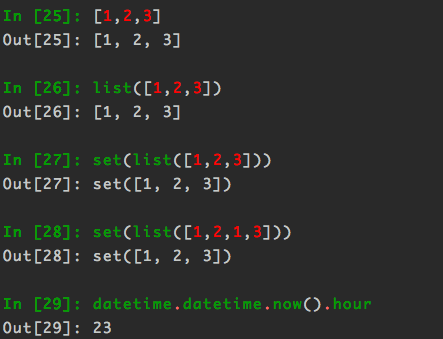 In [25]: [1,2,3]
Out[25]: [1, 2, 3]
In [26]: list([1,2,3])
Out[26]: [1, 2, 3]
In [27]: set(list([1,2,3]))
Out[27]: set([1, 2, 3])
In [28]: set(list([1,2,1,3]))
Out[28]: set([1, 2, 3])
In [29]: datetime.datetime.now().hour
Out[29]: 23